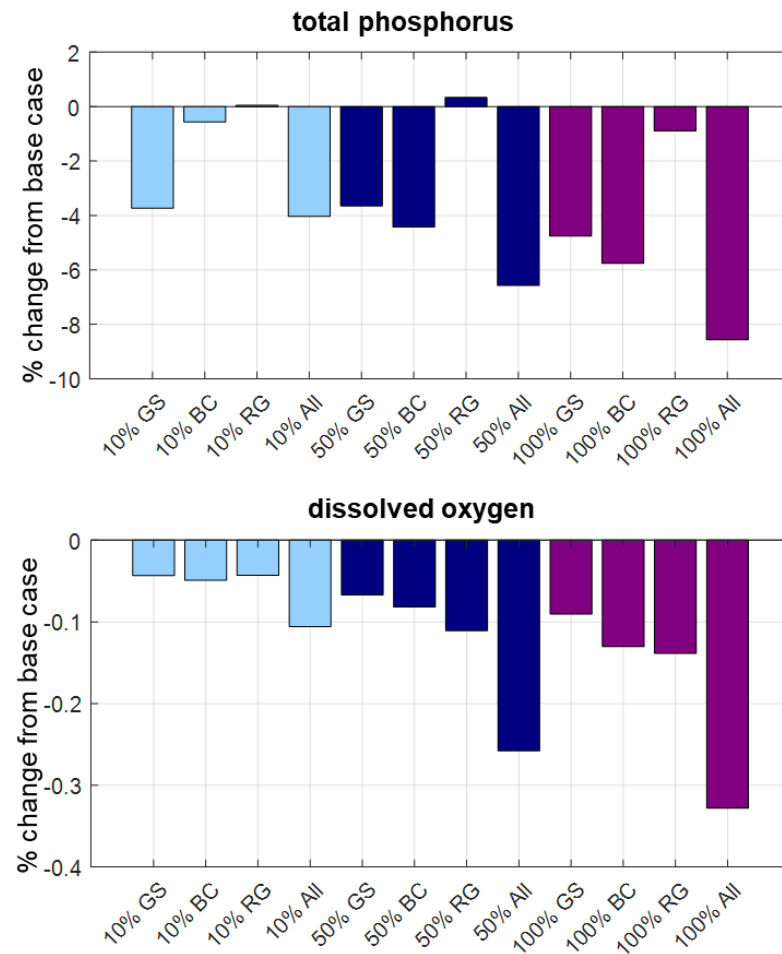 total phosphorus
% change from base case
2
0
-2
-4
-6
-8
-10
10% GS
10% BC
10% RG
10% All
50% GS
50% BC
50% RG
50% All
100% GS
100% BC
100% RG
100% All
dissolved oxygen
% change from base case
0
-0.1
-0.2
-0.3
-0.4
10% GS
10% BC
10% RG
10% All
50% GS
50% BC
50% RG
50% All
100% GS
100% BC
100% RG
100% All